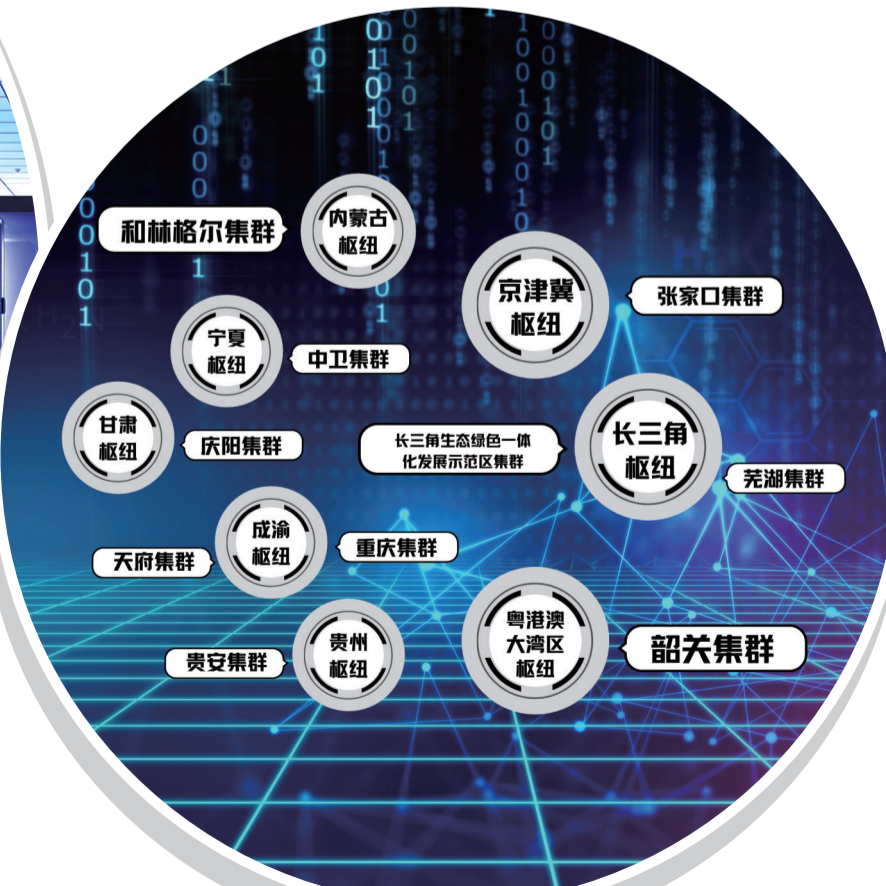 和林格尔集群
内蒙古
枢纽
京津冀
枢纽
张家口集群
宁夏
枢纽
中卫集群
甘肃
枢纽
庆阳集群
长三角生态绿色一体
化发展示范区集群
长三角
枢纽
芜湖集群
天府集群
成渝
枢纽
重庆集群
贵安集群
贵州
枢纽
粤港澳
大湾区
枢纽
韶关集群